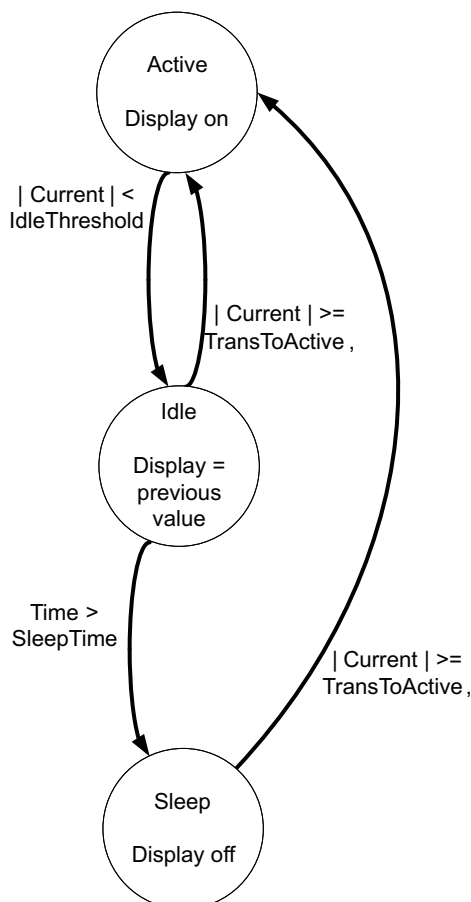 Active
Display on
| Current | <
IdleThreshold
| Current | >=
TransToActive ,
Idle
Display =
previous
value
Time >
SleepTime
| Current | >=
TransToActive ,
Sleep
Display off